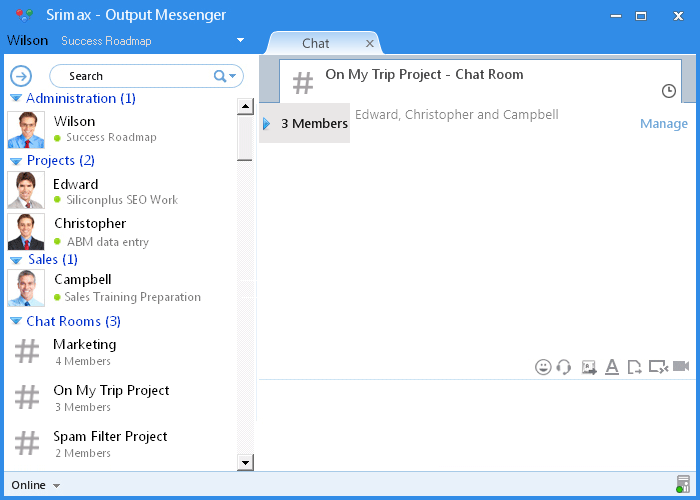 Srimax - Output Messenger
Wilson Success Roadmap
Chat
Search
Administration (1)
Wilson
Success Roadmap
Projects (2)
Edward
Siliconplus SEO Work
Christopher
ABM data entry
Sales (1)
Campbell
Sales Training Preparation
Chat Rooms (3)
Marketing
4 Members
On My Trip Project
3 Members
Spam Filter Project
2 Members
On My Trip Project - Chat Room
3 Members
Edward, Christopher and Campbell
Manage
Online